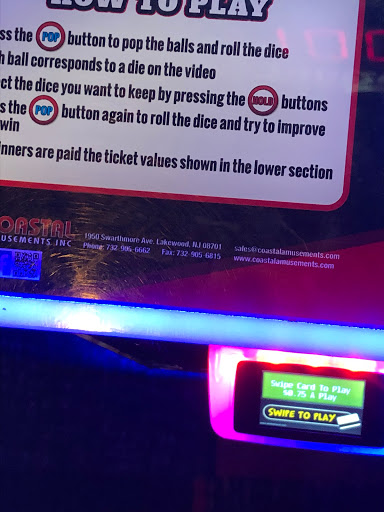 HOW TO PLAY
ss the POP button to pop the balls and roll the dice
h ball corresponds to a die on the video
ect the dice you want to keep by pressing the HOLD buttons
s the POP button again to roll the dice and try to improve
win
inners are paid the ticket values shown in the lower section
OASTAL
USEMENTS, INC
1950 Swarthmore Ave. Lakewood, NJ 08701
Phone: 732-905-6662 Fax: 732-905-6815
sales@coastalamusements.com
www.coastalamusements.com
Swipe Card To Play
$0.75 A Play
SWIPE TO PLAY